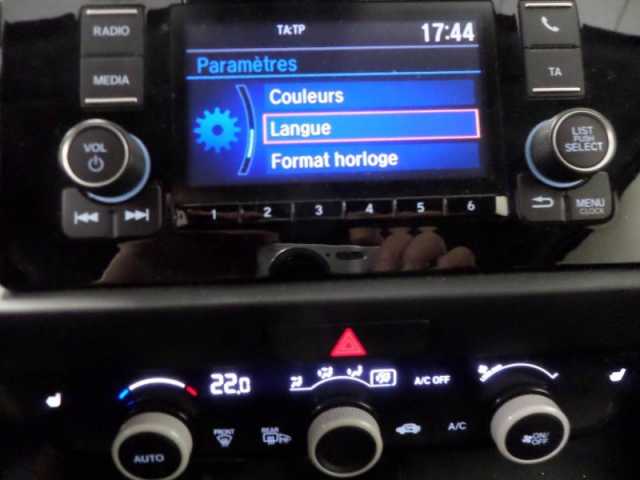 RADIO
TA:TP
17:44
MEDIA
Paramètres
TA
Couleurs
VOL
Langue
LIST
PUSH
SELECT
Format horloge
1 2 3 4 5 6
MENU
CLOCK
22.0
A/C OFF
AUTO
FRONT
REAR
A/C
ON/
OFF